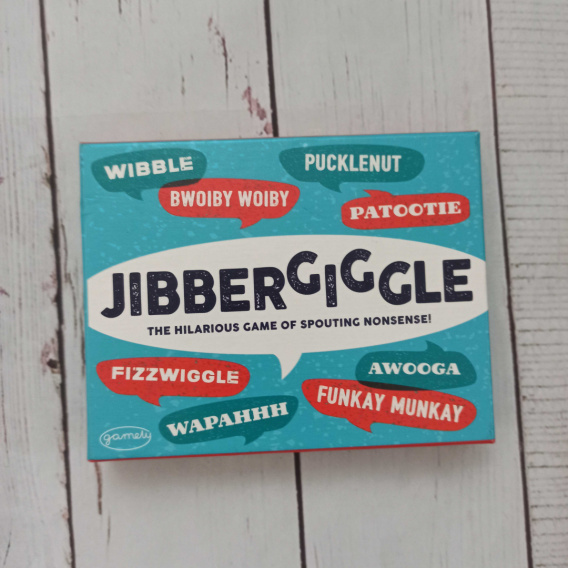 WIBBLE
PUCKLENUT
BWOIBY WOIBY
PATOOTIE
JIBBERGIGGLE
THE HILARIOUS GAME OF SPOUTING NONSENSE!
FIZZWIGGLE
AWOOGA
WAPAHHH
FUNKAY MUNKAY
gamely